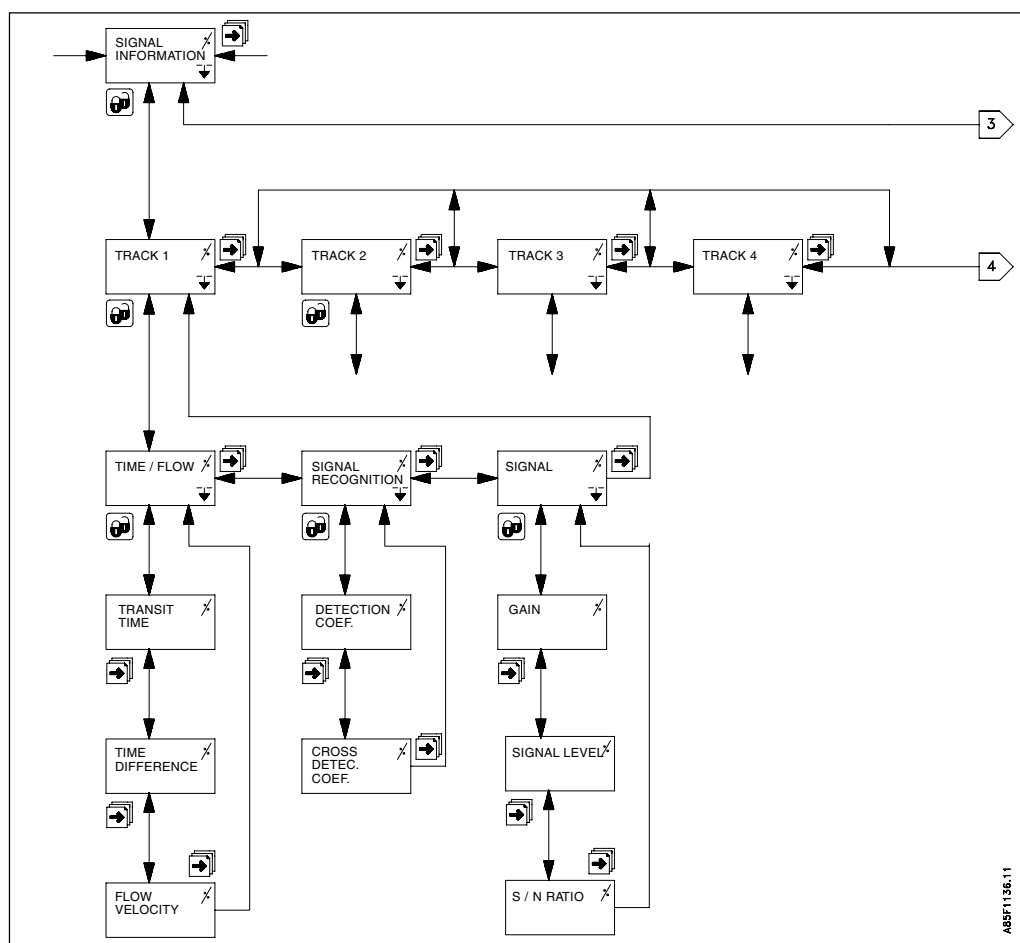 SIGNAL
INFORMATION
3
TRACK 1
TRACK 2
TRACK 3
TRACK 4
4
TIME / FLOW
SIGNAL
RECOGNITION
SIGNAL
TRANSIT
TIME
DETECTION
COEF.
GAIN
TIME
DIFFERENCE
CROSS
DETEC.
COEF.
SIGNAL LEVEL
FLOW
VELOCITY
S / N RATIO
A85F1136.11